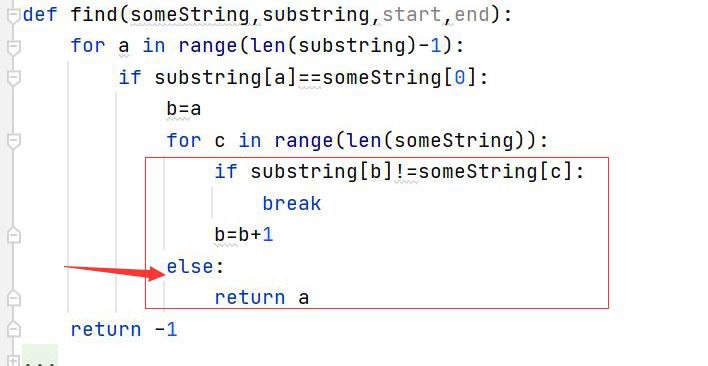 def find(someString,substring,start,end):
    for a in range(len(substring)-1):
        if substring[a]==someString[0]:
            b=a
            for c in range(len(someString)):
                if substring[b]!=someString[c]:
                    break
                b=b+1
            else:
                return a
    return -1
...